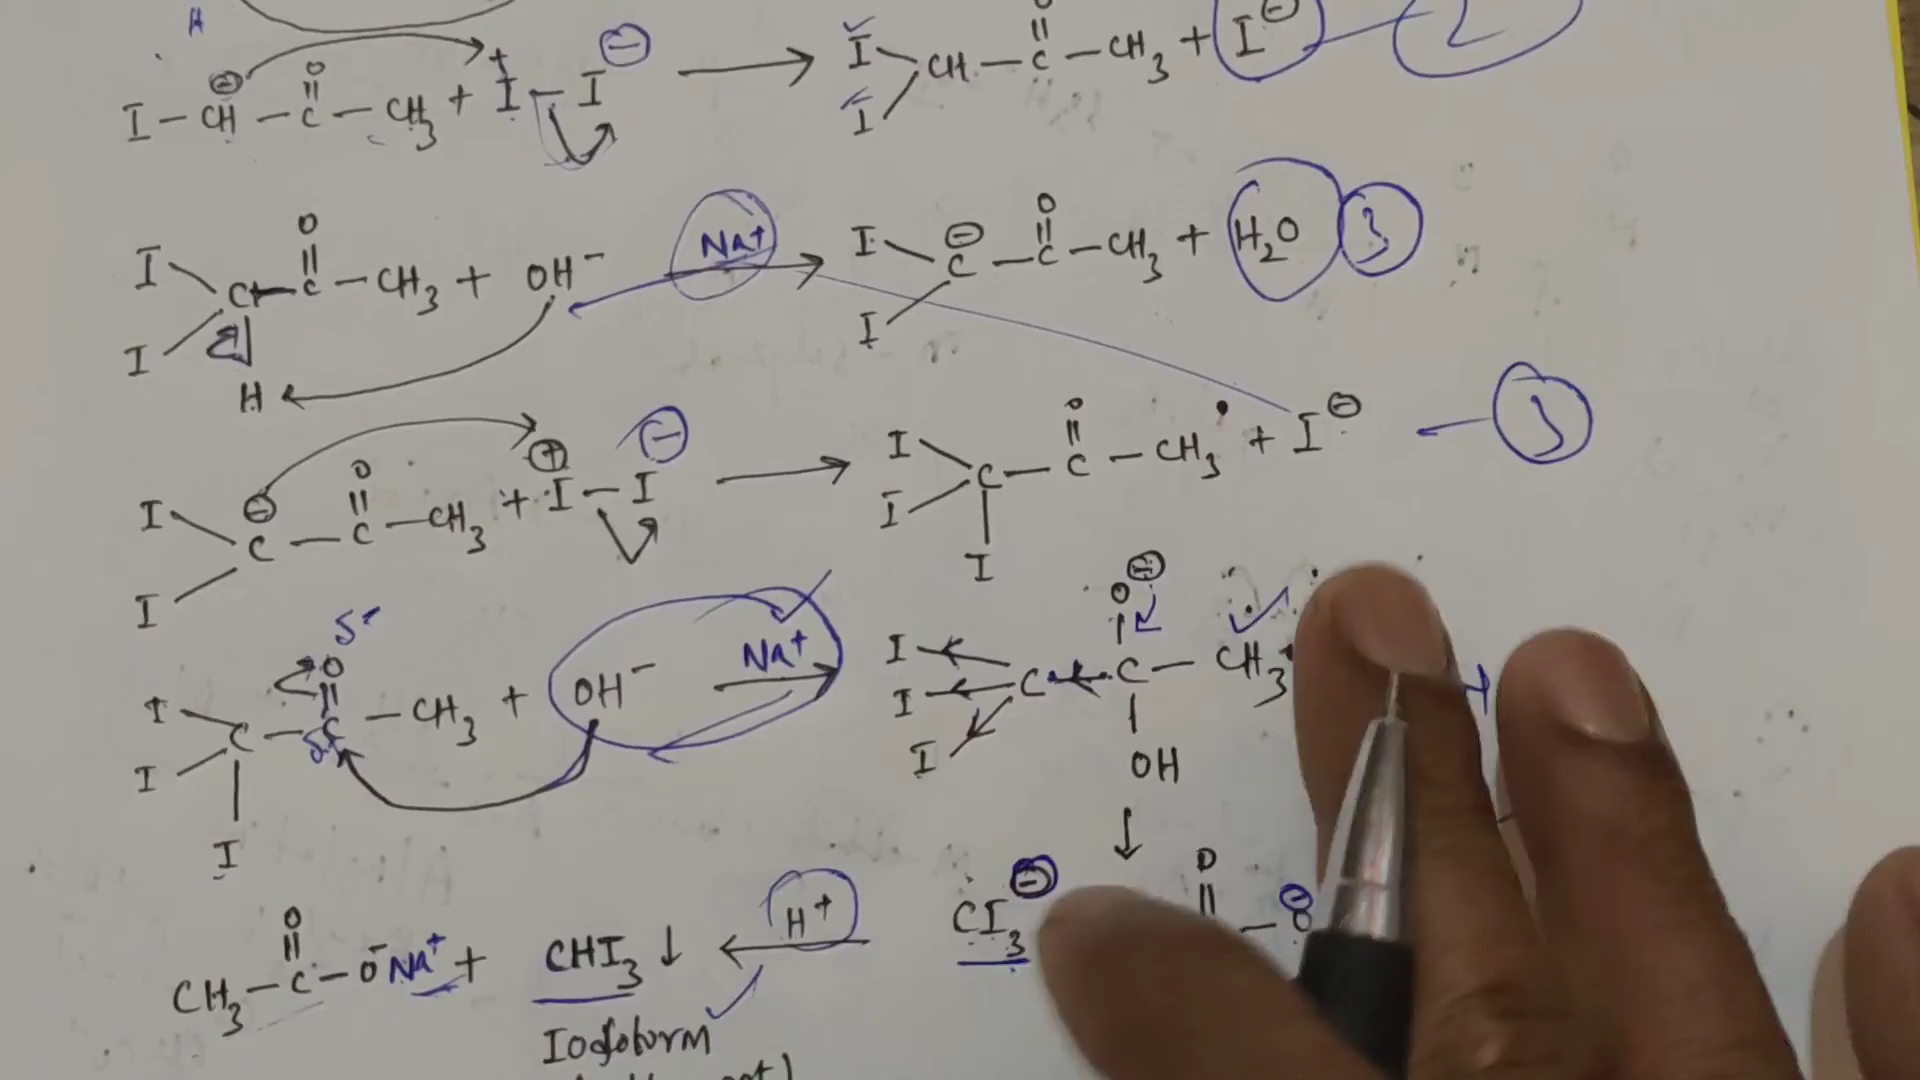 H
I-CH⊖-C(=O)-CH3 + I+-I⊖ → I I CH-C(=O)-CH3 + I⊖ 2
I I C-C(=O)-CH3 + OH- Na+ → I I C⊖-C(=O)-CH3 + H2O 3
H
I I C⊖-C(=O)-CH3 + I⊕-I⊖ → I I I C-C(=O)-CH3 + I⊖ ← 3
I I I C-C(=O)-CH3 + OH- Na+ → I I I C-C(O⊖)(OH)-CH3
↓
CH3-C(=O)-O-Na+ + CHI3↓ ← H+ CI3⊖ O -O⊖
Iodoform